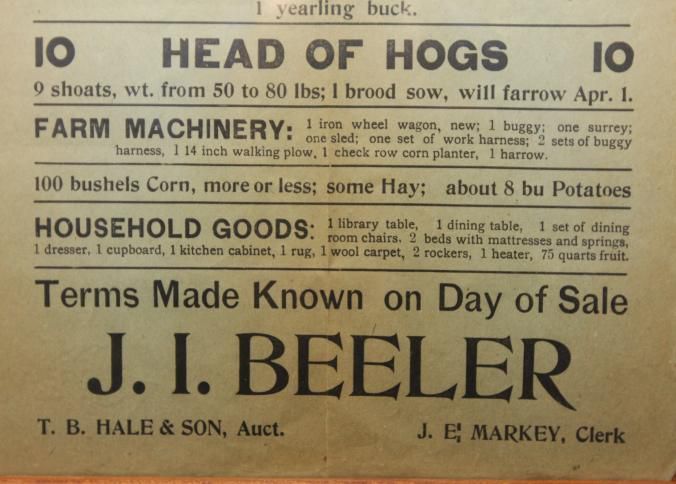 1 yearling buck.
10 HEAD OF HOGS 10
9 shoats, wt. from 50 to 80 lbs; 1 brood sow, will farrow Apr. 1.
FARM MACHINERY: 1 iron wheel wagon, new; 1 buggy; one surrey;
one sled; one set of work harness; 2 sets of buggy
harness, 1 14 inch walking plow, 1 check row corn planter, 1 harrow.
100 bushels Corn, more or less; some Hay; about 8 bu Potatoes
HOUSEHOLD GOODS: 1 library table, 1 dining table, 1 set of dining
room chairs. 2 beds with mattresses and springs,
1 dresser, 1 cupboard, 1 kitchen cabinet, 1 rug, 1 wool carpet, 2 rockers, 1 heater, 75 quarts fruit.
Terms Made Known on Day of Sale
J. I. BEELER
T. B. HALE & SON, Auct.
J. E. MARKEY, Clerk